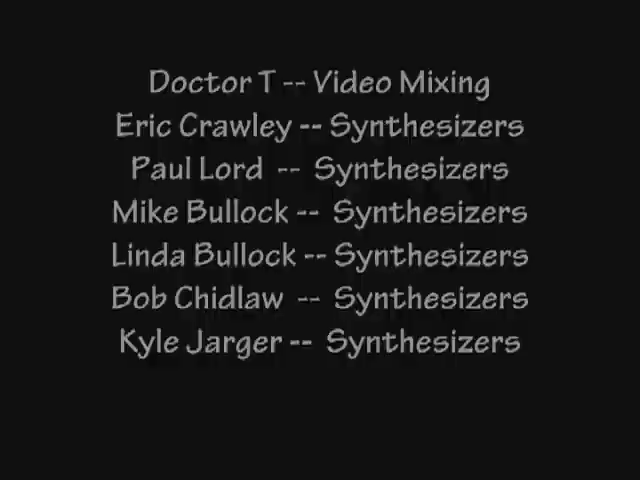 Doctor T -- Video Mixing
Eric Crawley -- Synthesizers
Paul Lord -- Synthesizers
Mike Bullock -- Synthesizers
Linda Bullock -- Synthesizers
Bob Chidlaw -- Synthesizers
Kyle Jarger -- Synthesizers